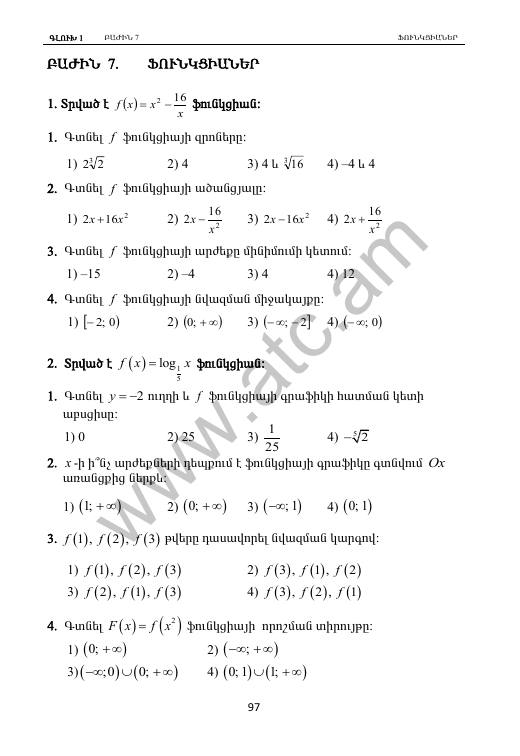 ԳԼՈՒԽ 1 ԲԱԺԻՆ 7 ՖՈՒՆԿՑԻԱՆԵՐ
ԲԱԺԻՆ 7. ՖՈՒՆԿՑԻԱՆԵՐ
1. Տրված է f(x) = x² − 16/x ֆունկցիան:
1. Գտնել f ֆունկցիայի զրոները:
1) 2∛2 2) 4 3) 4 և ∛16 4) –4 և 4
2. Գտնել f ֆունկցիայի ածանցյալը:
1) 2x+16x² 2) 2x − 16/x² 3) 2x −16x² 4) 2x + 16/x²
3. Գտնել f ֆունկցիայի արժեքը մինիմումի կետում:
1) –15 2) –4 3) 4 4) 12
4. Գտնել f ֆունկցիայի նվազման միջակայքը:
1) [−2; 0) 2) (0; +∞) 3) (−∞; −2] 4) (−∞; 0)
2. Տրված է f(x) = log_{1/5} x ֆունկցիան:
1. Գտնել y = −2 ուղղի և f ֆունկցիայի գրաֆիկի հատման կետի
աբսցիսը:
1) 0 2) 25 3) 1/25 4) −⁵√2
2. x -ի ի՞նչ արժեքների դեպքում է ֆունկցիայի գրաֆիկը գտնվում Ox
առանցքից ներքև:
1) (1; +∞) 2) (0; +∞) 3) (−∞; 1) 4) (0; 1)
3. f(1), f(2), f(3) թվերը դասավորել նվազման կարգով:
1) f(1), f(2), f(3) 2) f(3), f(1), f(2)
3) f(2), f(1), f(3) 4) f(3), f(2), f(1)
4. Գտնել F(x) = f(x²) ֆունկցիայի որոշման տիրույթը:
1) (0; +∞) 2) (−∞; +∞)
3) (−∞;0)∪(0; +∞) 4) (0; 1)∪(1; +∞)
97
www.atc.am